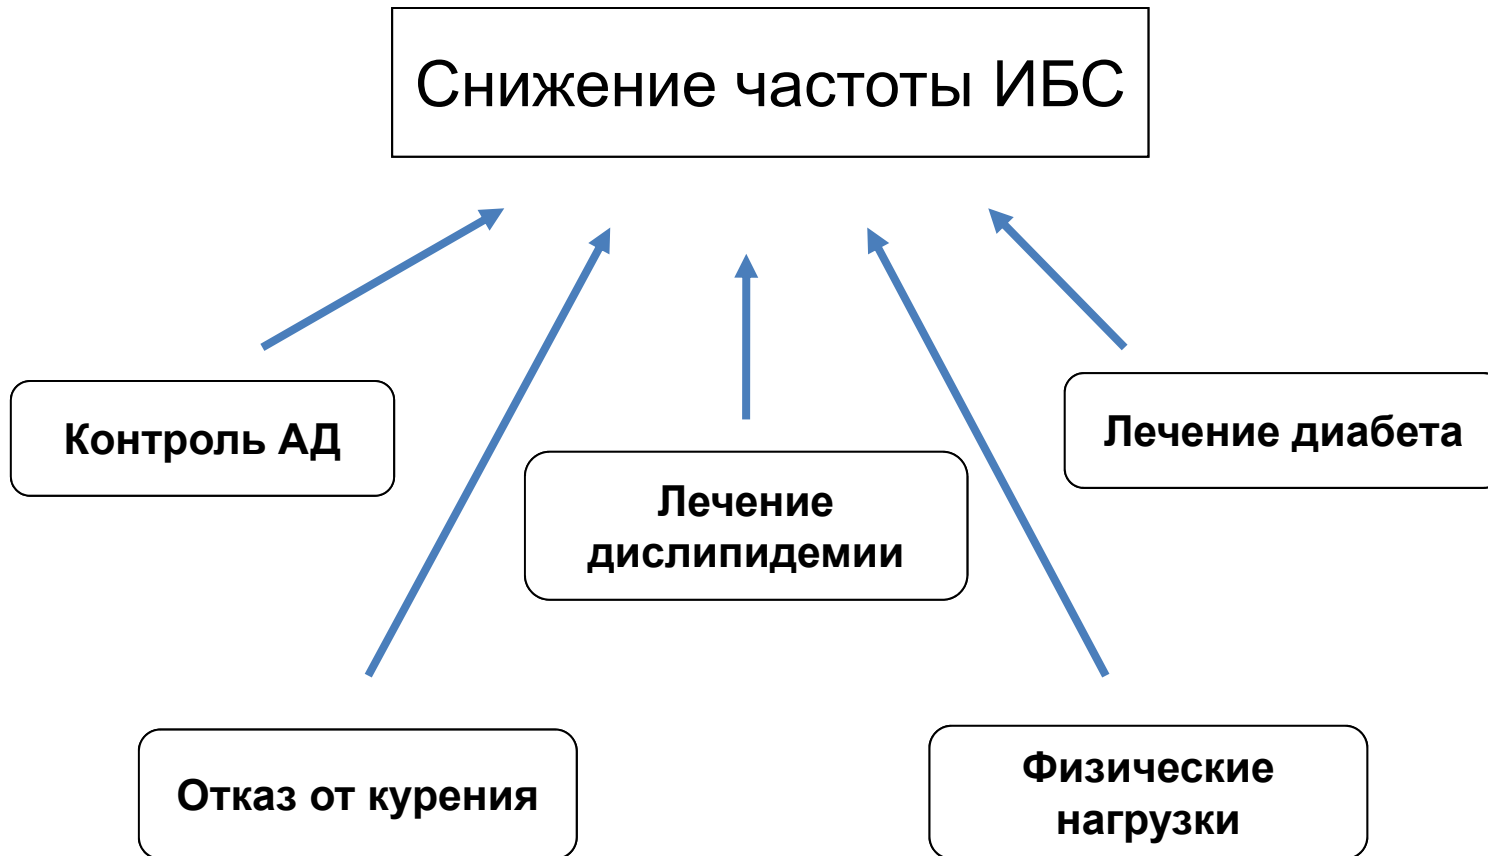 Снижение частоты ИБС
Контроль АД
Лечение диабета
Лечение
дислипидемии
Отказ от курения
Физические
нагрузки